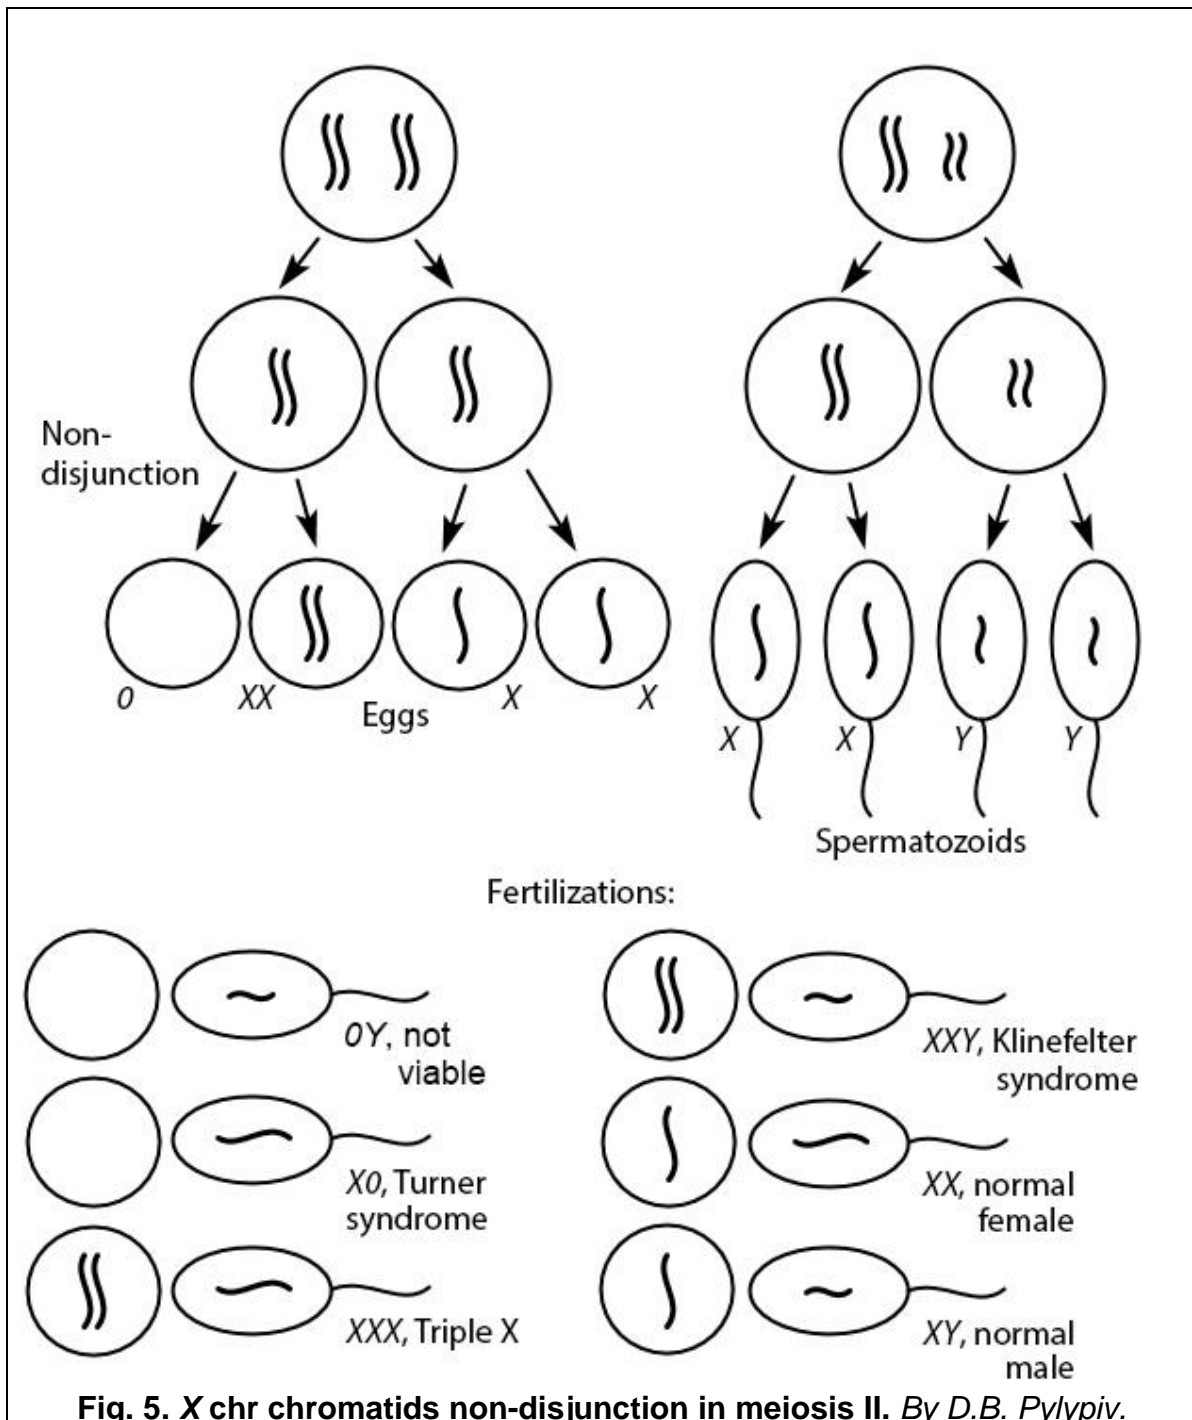 Non-
disjunction
0 XX X X
Eggs
X X Y Y
Spermatozoids
Fertilizations:
0Y, not
viable
X0, Turner
syndrome
XXX, Triple X
XXY, Klinefelter
syndrome
XX, normal
female
XY, normal
male
Fig. 5. X chr chromatids non-disjunction in meiosis II. By D.B. Pylypiv.